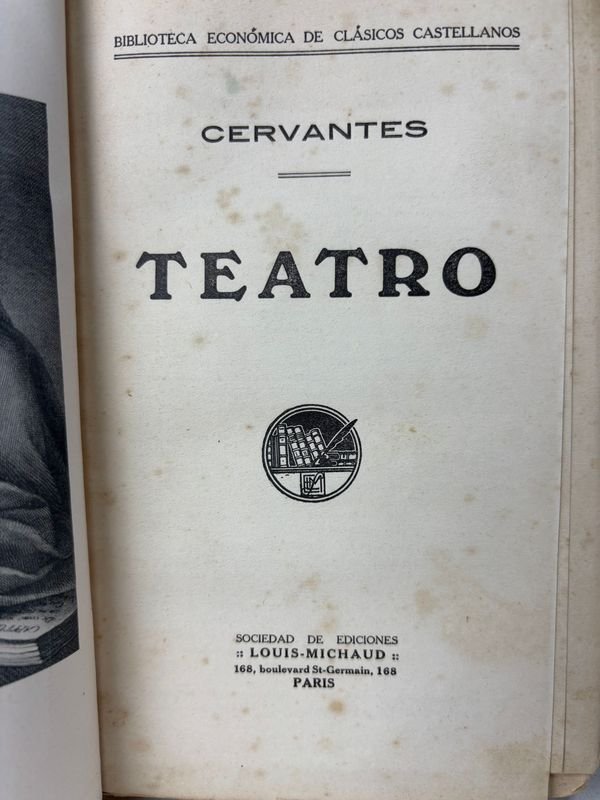 BIBLIOTECA ECONÓMICA DE CLÁSICOS CASTELLANOS
CERVANTES
TEATRO
SOCIEDAD DE EDICIONES
:: LOUIS-MICHAUD ::
168, boulevard St-Germain, 168
PARIS